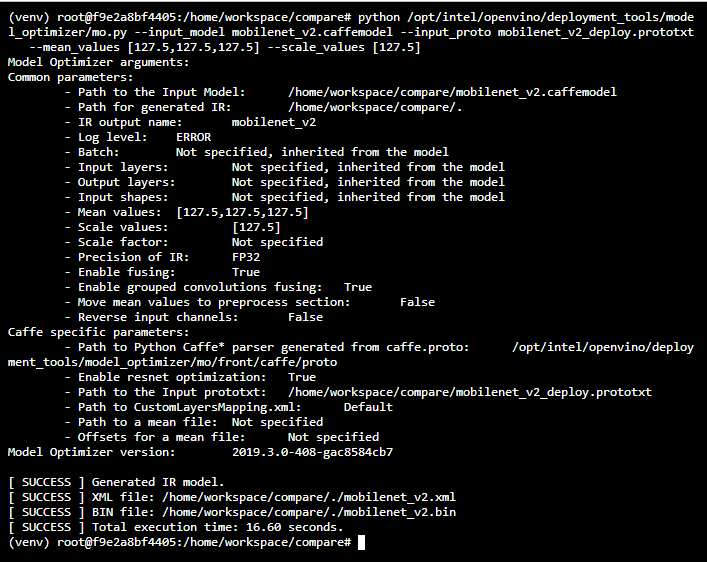 (venv) root@f9e2a8bf4405:/home/workspace/compare# python /opt/intel/openvino/deployment_tools/mode
l_optimizer/mo.py --input_model mobilenet_v2.caffemodel --input_proto mobilenet_v2_deploy.prototxt
   --mean_values [127.5,127.5,127.5] --scale_values [127.5]
Model Optimizer arguments:
Common parameters:
        - Path to the Input Model:      /home/workspace/compare/mobilenet_v2.caffemodel
        - Path for generated IR:        /home/workspace/compare/.
        - IR output name:       mobilenet_v2
        - Log level:    ERROR
        - Batch:        Not specified, inherited from the model
        - Input layers:         Not specified, inherited from the model
        - Output layers:        Not specified, inherited from the model
        - Input shapes:         Not specified, inherited from the model
        - Mean values:  [127.5,127.5,127.5]
        - Scale values:         [127.5]
        - Scale factor:         Not specified
        - Precision of IR:      FP32
        - Enable fusing:        True
        - Enable grouped convolutions fusing:   True
        - Move mean values to preprocess section:       False
        - Reverse input channels:       False
Caffe specific parameters:
        - Path to Python Caffe* parser generated from caffe.proto:      /opt/intel/openvino/deploy
ment_tools/model_optimizer/mo/front/caffe/proto
        - Enable resnet optimization:   True
        - Path to the Input prototxt:   /home/workspace/compare/mobilenet_v2_deploy.prototxt
        - Path to CustomLayersMapping.xml:      Default
        - Path to a mean file:  Not specified
        - Offsets for a mean file:      Not specified
Model Optimizer version:        2019.3.0-408-gac8584cb7

[ SUCCESS ] Generated IR model.
[ SUCCESS ] XML file: /home/workspace/compare/./mobilenet_v2.xml
[ SUCCESS ] BIN file: /home/workspace/compare/./mobilenet_v2.bin
[ SUCCESS ] Total execution time: 16.60 seconds.
(venv) root@f9e2a8bf4405:/home/workspace/compare#